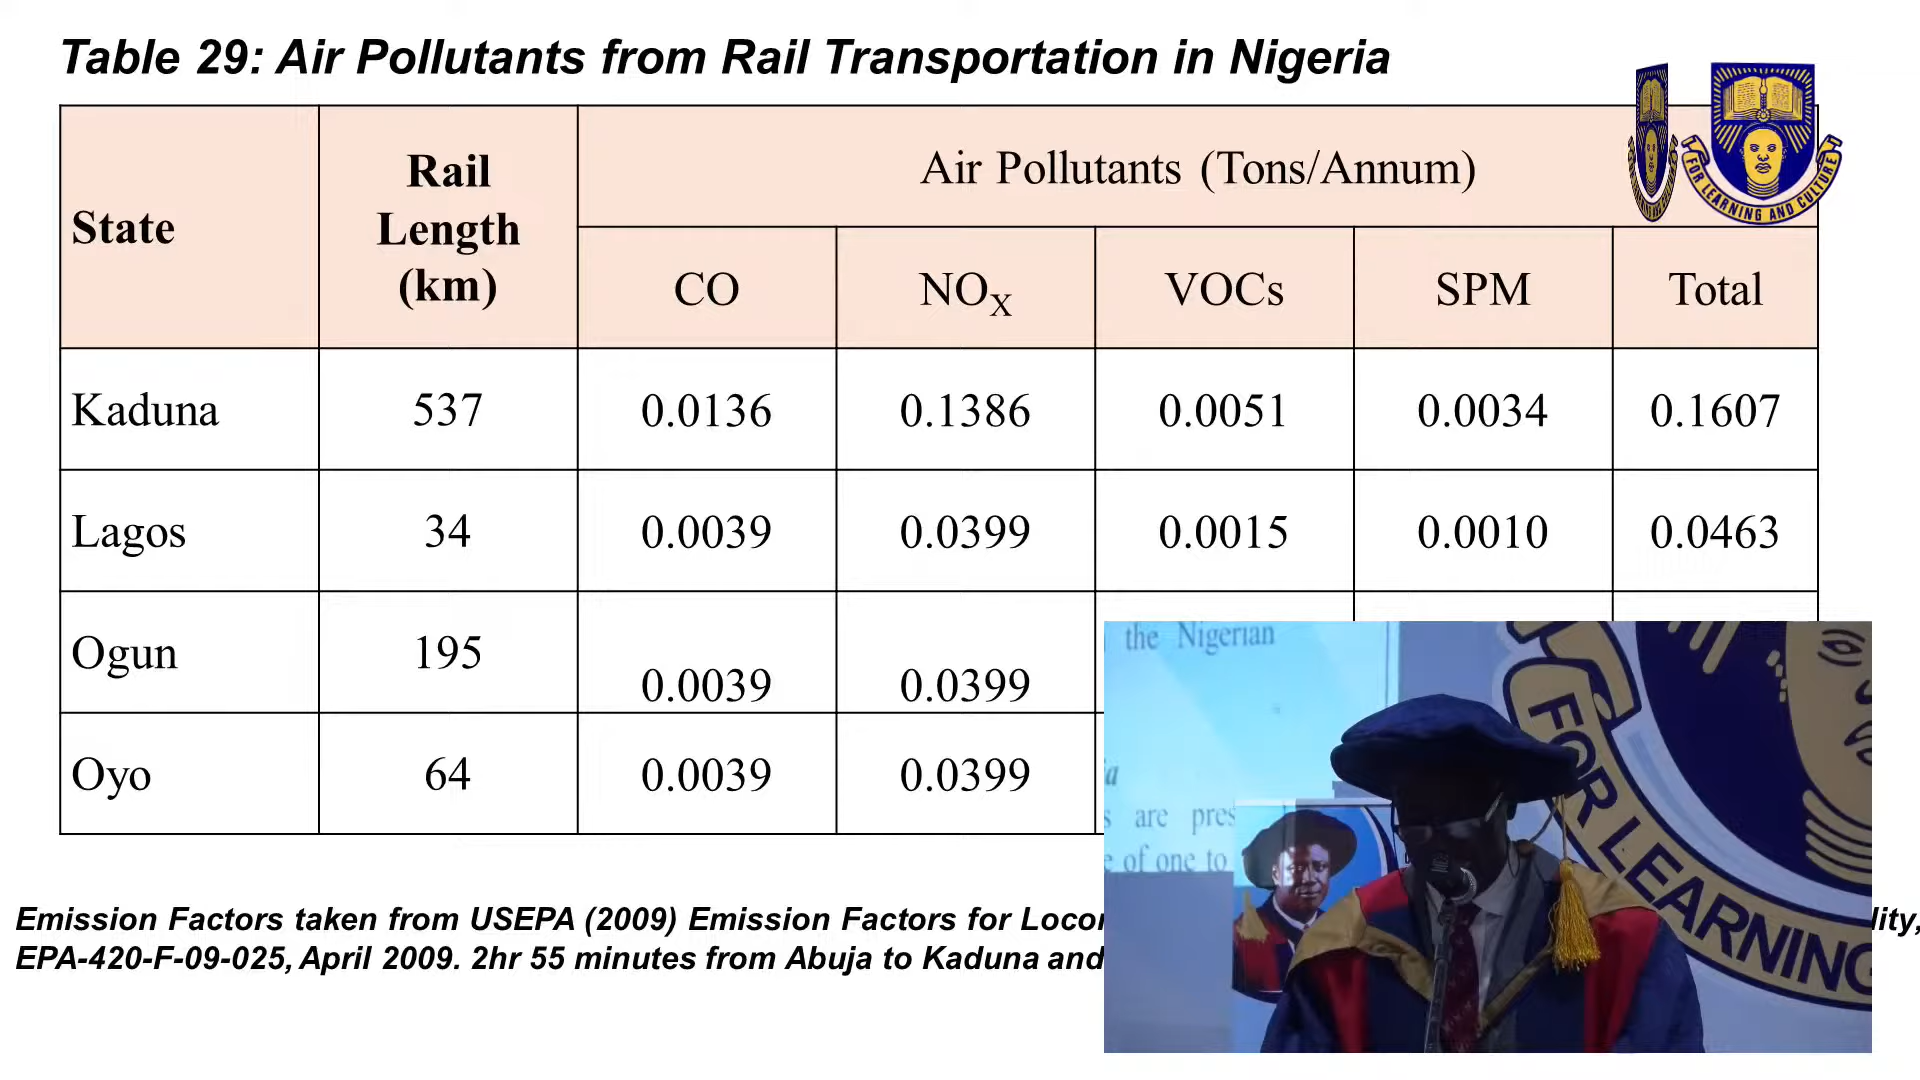 Table 29: Air Pollutants from Rail Transportation in Nigeria
State Rail Length (km) Air Pollutants (Tons/Annum)
CO NOX VOCs SPM Total
Kaduna 537 0.0136 0.1386 0.0051 0.0034 0.1607
Lagos 34 0.0039 0.0399 0.0015 0.0010 0.0463
Ogun 195 0.0039 0.0399
Oyo 64 0.0039 0.0399
Emission Factors taken from USEPA (2009) Emission Factors for
EPA-420-F-09-025, April 2009. 2hr 55 minutes from Abuja to Kaduna and
FOR LEARNING AND CULTURE
the Nigerian
are
of one to
FOR LEARNING